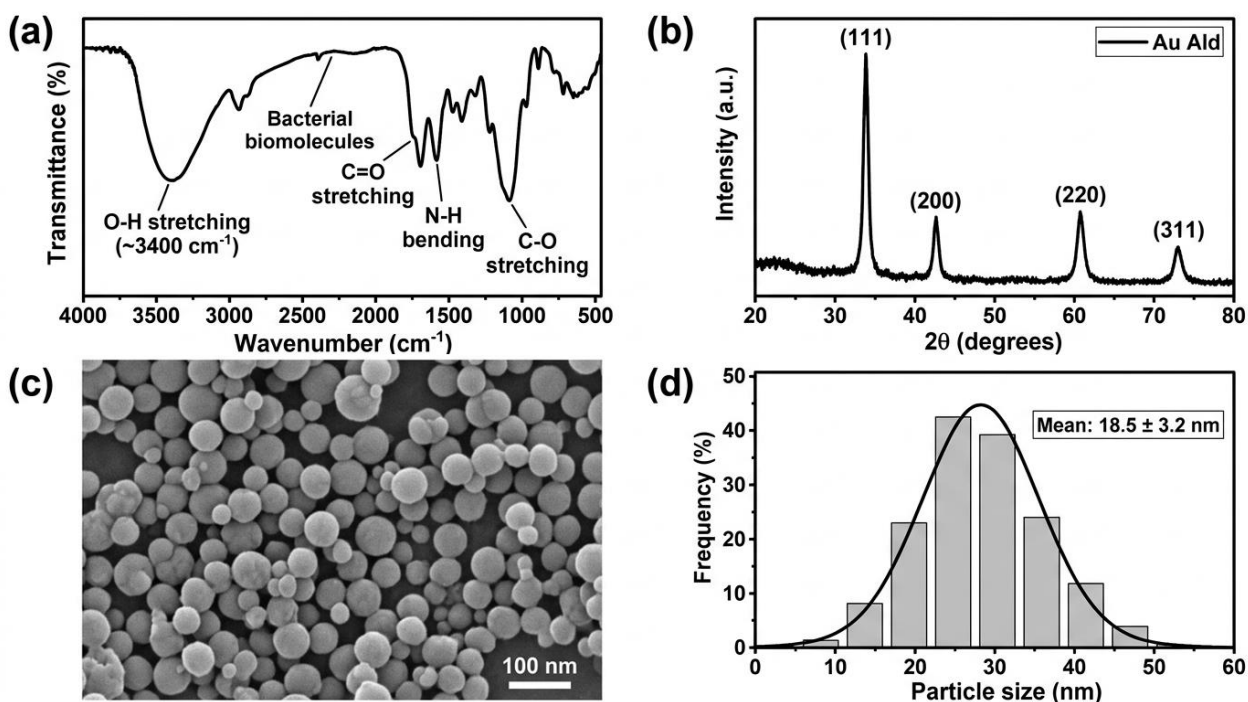 (a)
Transmittance (%)
Bacterial
biomolecules
C=O
stretching
O-H stretching
(~3400 cm⁻¹)
N-H
bending
C-O
stretching
4000 3500 3000 2500 2000 1500 1000 500
Wavenumber (cm⁻¹)
(b)
Intensity (a.u.)
Au Ald
(111)
(200)
(220)
(311)
20 30 40 50 60 70 80
2θ (degrees)
(c)
100 nm
(d)
Frequency (%)
50
40
30
20
10
0
Mean: 18.5 ± 3.2 nm
0 10 20 30 40 50 60
Particle size (nm)